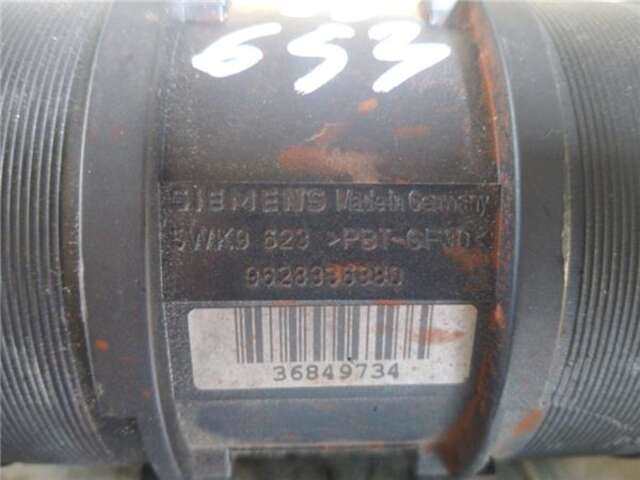 653
SIEMENS Made in Germany
5WK9 623 >PBT-GF30<
9628336380
36849734